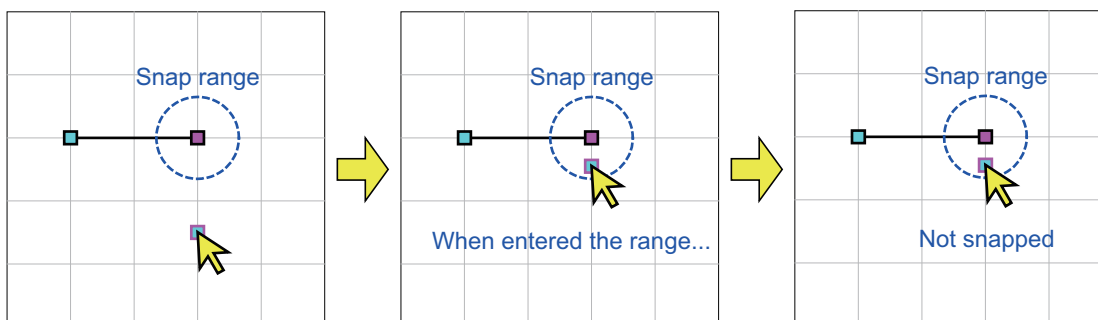 Snap range
Snap range
Snap range
When entered the range...
Not snapped